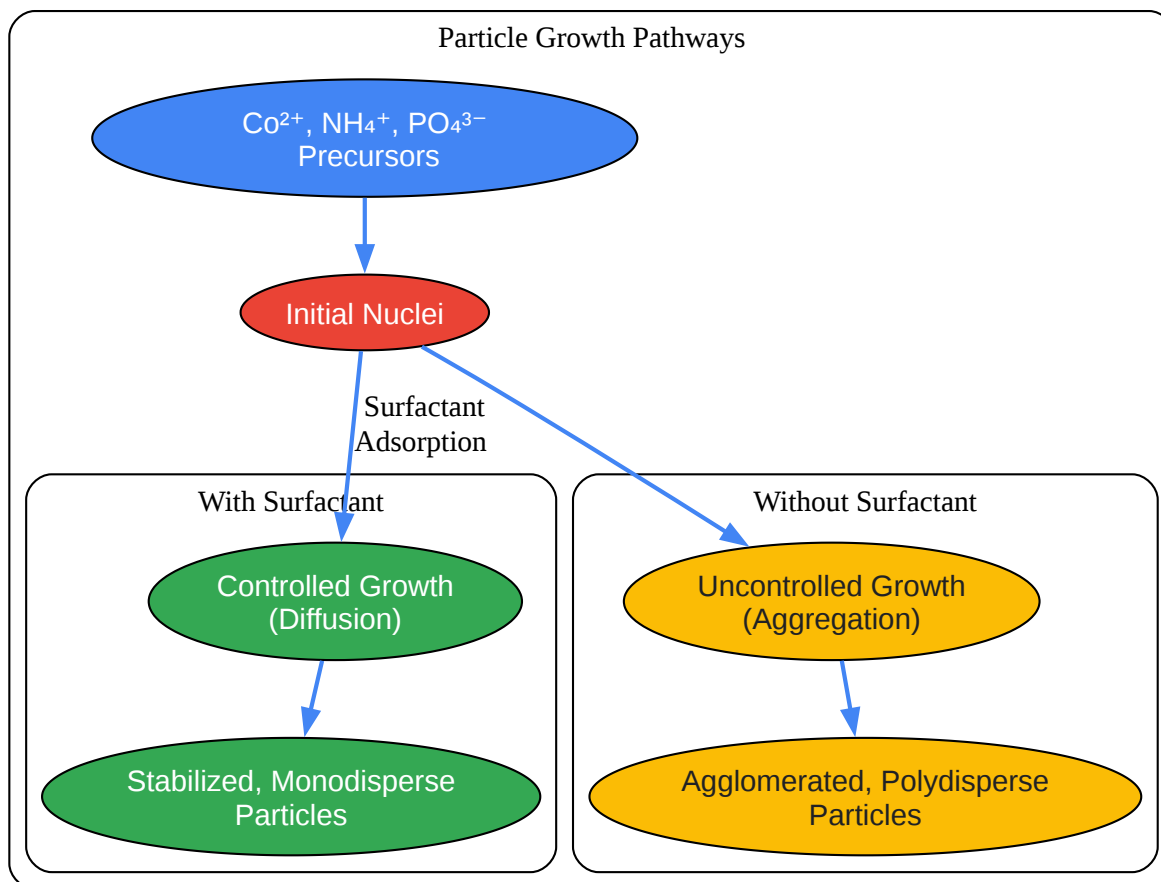 Particle Growth Pathways
Co²⁺, NH₄⁺, PO₄³⁻
Precursors
Initial Nuclei
Surfactant
Adsorption
With Surfactant
Controlled Growth
(Diffusion)
Stabilized, Monodisperse
Particles
Without Surfactant
Uncontrolled Growth
(Aggregation)
Agglomerated, Polydisperse
Particles